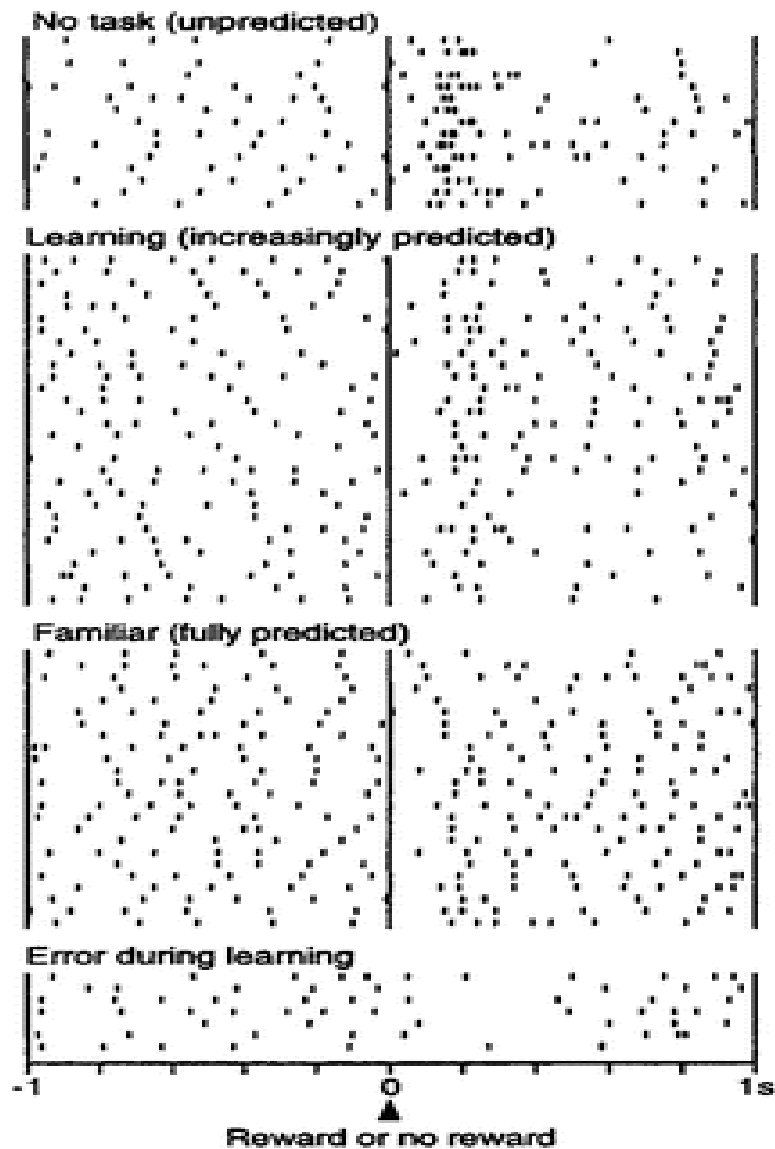 No task (unpredicted)
Learning (increasingly predicted)
Familiar (fully predicted)
Error during learning
-1 0 1s
Reward or no reward